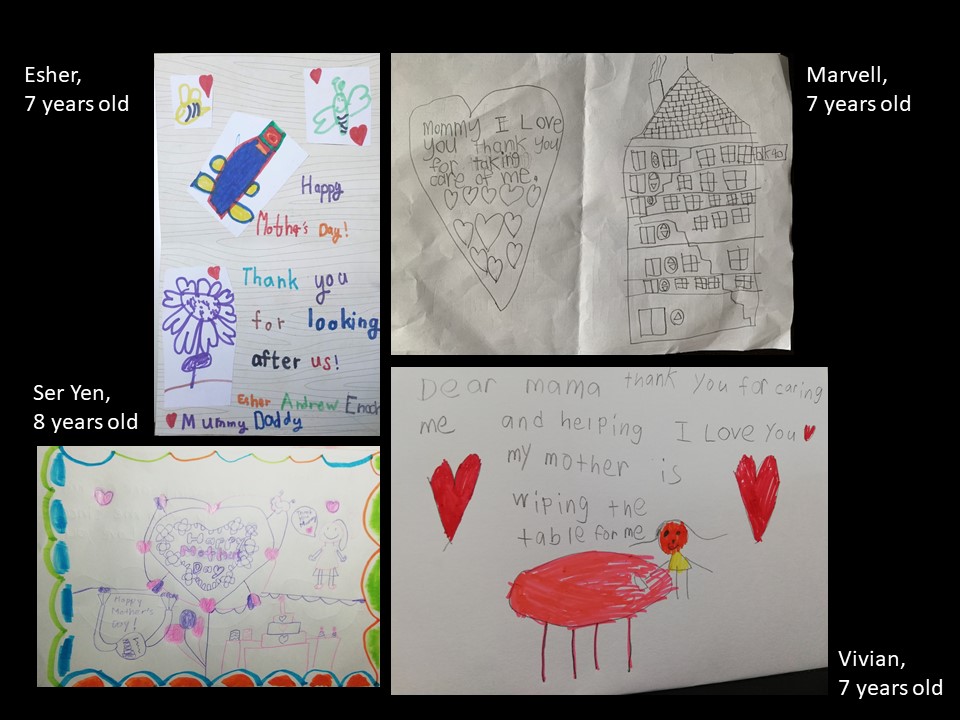 Esher,
7 years old
Happy
Mother's Day!
Thank you
for looking
after us!
Esher Andrew Enoch
Mummy Daddy
Marvell,
7 years old
Mommy I Love
you Thank you
for taking
care of me.
blk40
Ser Yen,
8 years old
Happy
Mother's
Day
Happy
Mother's
Day!
Dear mama thank you for caring
me and helping I Love you
my mother is
wiping the
table for me
Vivian,
7 years old